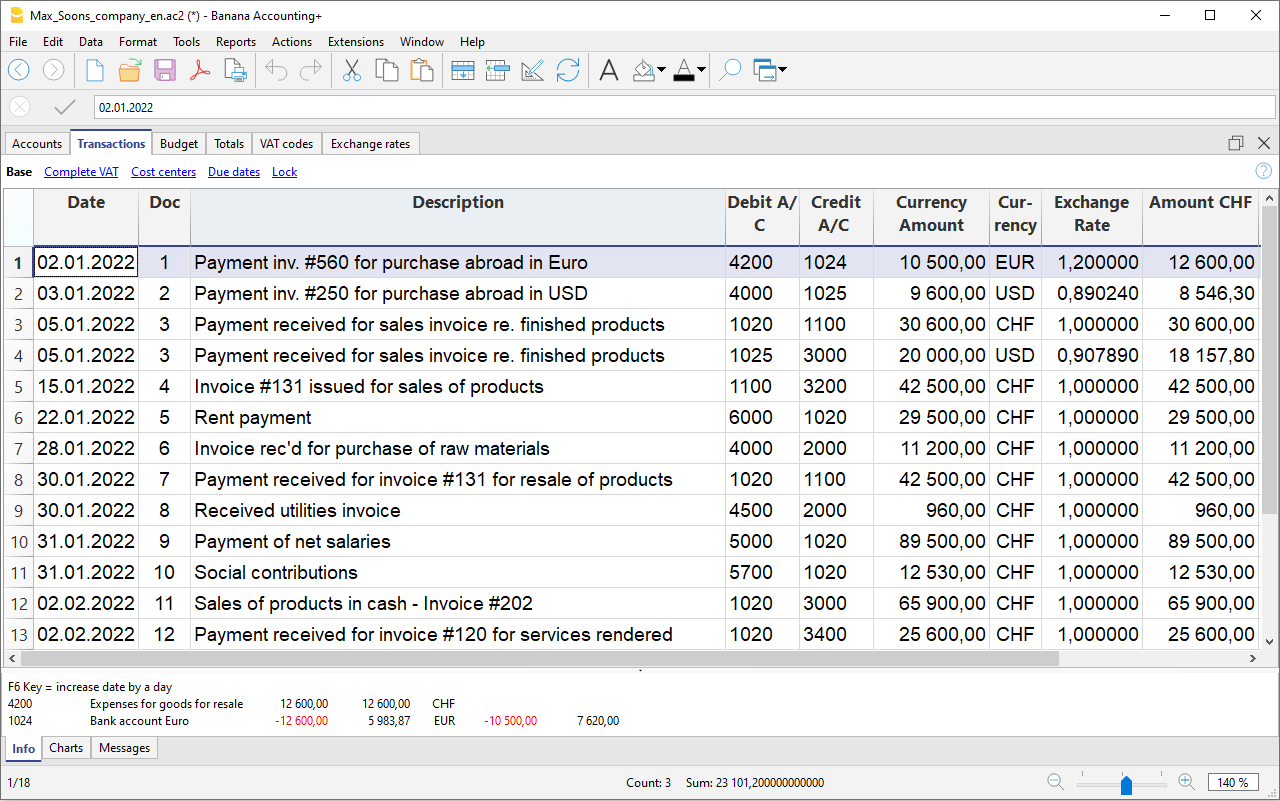 Max_Soons_company_en.ac2 (*) - Banana Accounting+
File Edit Data Format Tools Reports Actions Extensions Window Help
02.01.2022
Accounts Transactions Budget Totals VAT codes Exchange rates
Base Complete VAT Cost centers Due dates Lock
Date Doc Description Debit A/ Credit Currency Cur- Exchange Amount CHF
C A/C Amount rency Rate
1 02.01.2022 1 Payment inv. #560 for purchase abroad in Euro 4200 1024 10 500,00 EUR 1,200000 12 600,00
2 03.01.2022 2 Payment inv. #250 for purchase abroad in USD 4000 1025 9 600,00 USD 0,890240 8 546,30
3 05.01.2022 3 Payment received for sales invoice re. finished products 1020 1100 30 600,00 CHF 1,000000 30 600,00
4 05.01.2022 3 Payment received for sales invoice re. finished products 1025 3000 20 000,00 USD 0,907890 18 157,80
5 15.01.2022 4 Invoice #131 issued for sales of products 1100 3200 42 500,00 CHF 1,000000 42 500,00
6 22.01.2022 5 Rent payment 6000 1020 29 500,00 CHF 1,000000 29 500,00
7 28.01.2022 6 Invoice rec'd for purchase of raw materials 4000 2000 11 200,00 CHF 1,000000 11 200,00
8 30.01.2022 7 Payment received for invoice #131 for resale of products 1020 1100 42 500,00 CHF 1,000000 42 500,00
9 30.01.2022 8 Received utilities invoice 4500 2000 960,00 CHF 1,000000 960,00
10 31.01.2022 9 Payment of net salaries 5000 1020 89 500,00 CHF 1,000000 89 500,00
11 31.01.2022 10 Social contributions 5700 1020 12 530,00 CHF 1,000000 12 530,00
12 02.02.2022 11 Sales of products in cash - Invoice #202 1020 3000 65 900,00 CHF 1,000000 65 900,00
13 02.02.2022 12 Payment received for invoice #120 for services rendered 1020 3400 25 600,00 CHF 1,000000 25 600,00
F6 Key = increase date by a day
4200 Expenses for goods for resale 12 600,00 12 600,00 CHF
1024 Bank account Euro -12 600,00 5 983,87 EUR -10 500,00 7 620,00
Info Charts Messages
1/18 Count: 3 Sum: 23 101,200000000000 140 %